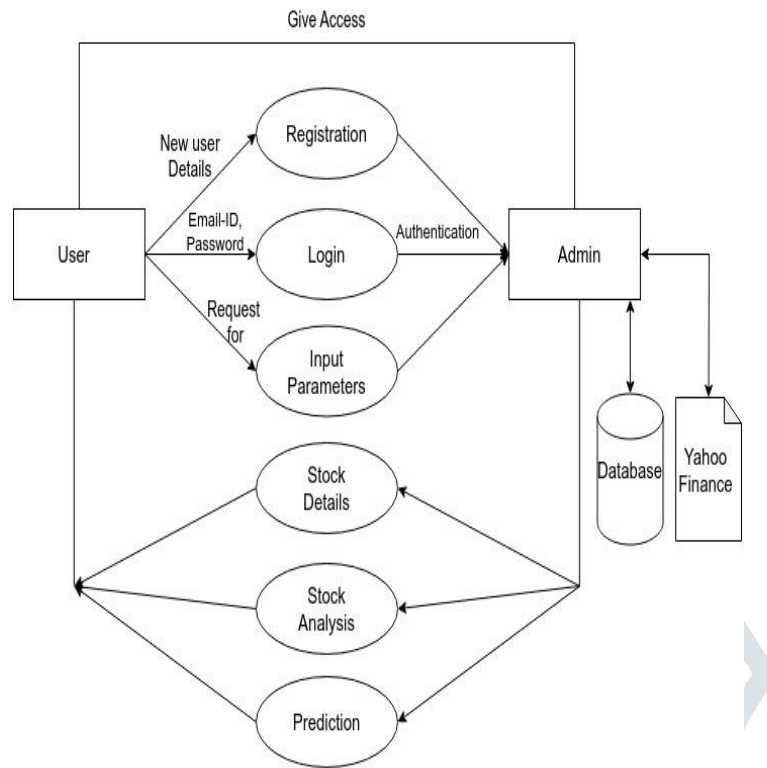 Give Access
Registration
New user
Details
Email-ID,
Password
Authentication
User
Login
Admin
Request
for
Input
Parameters
Stock
Details
Database
Yahoo
Finance
Stock
Analysis
Prediction